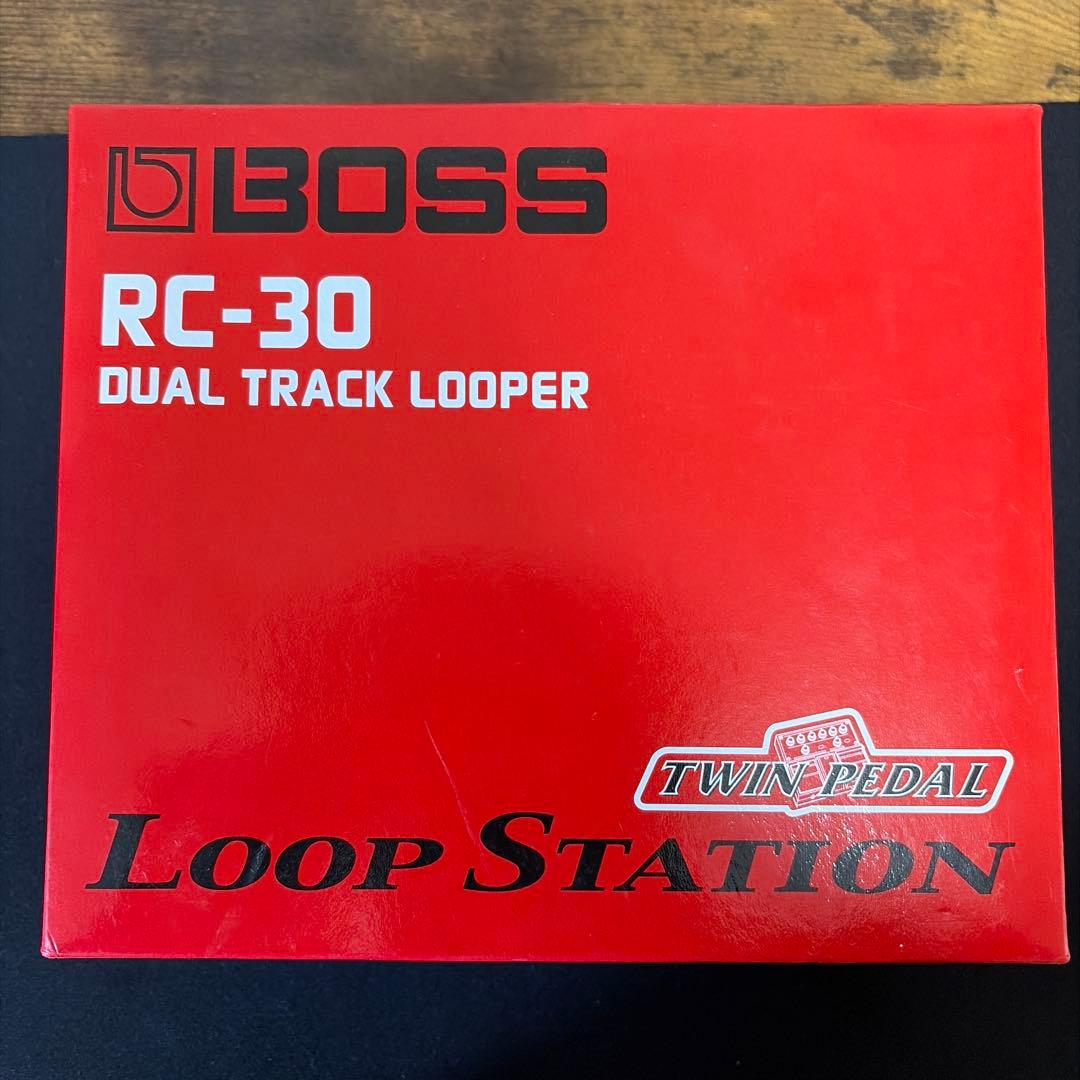 BOSS
RC-30
DUAL TRACK LOOPER
TWIN PEDAL
LOOP STATION